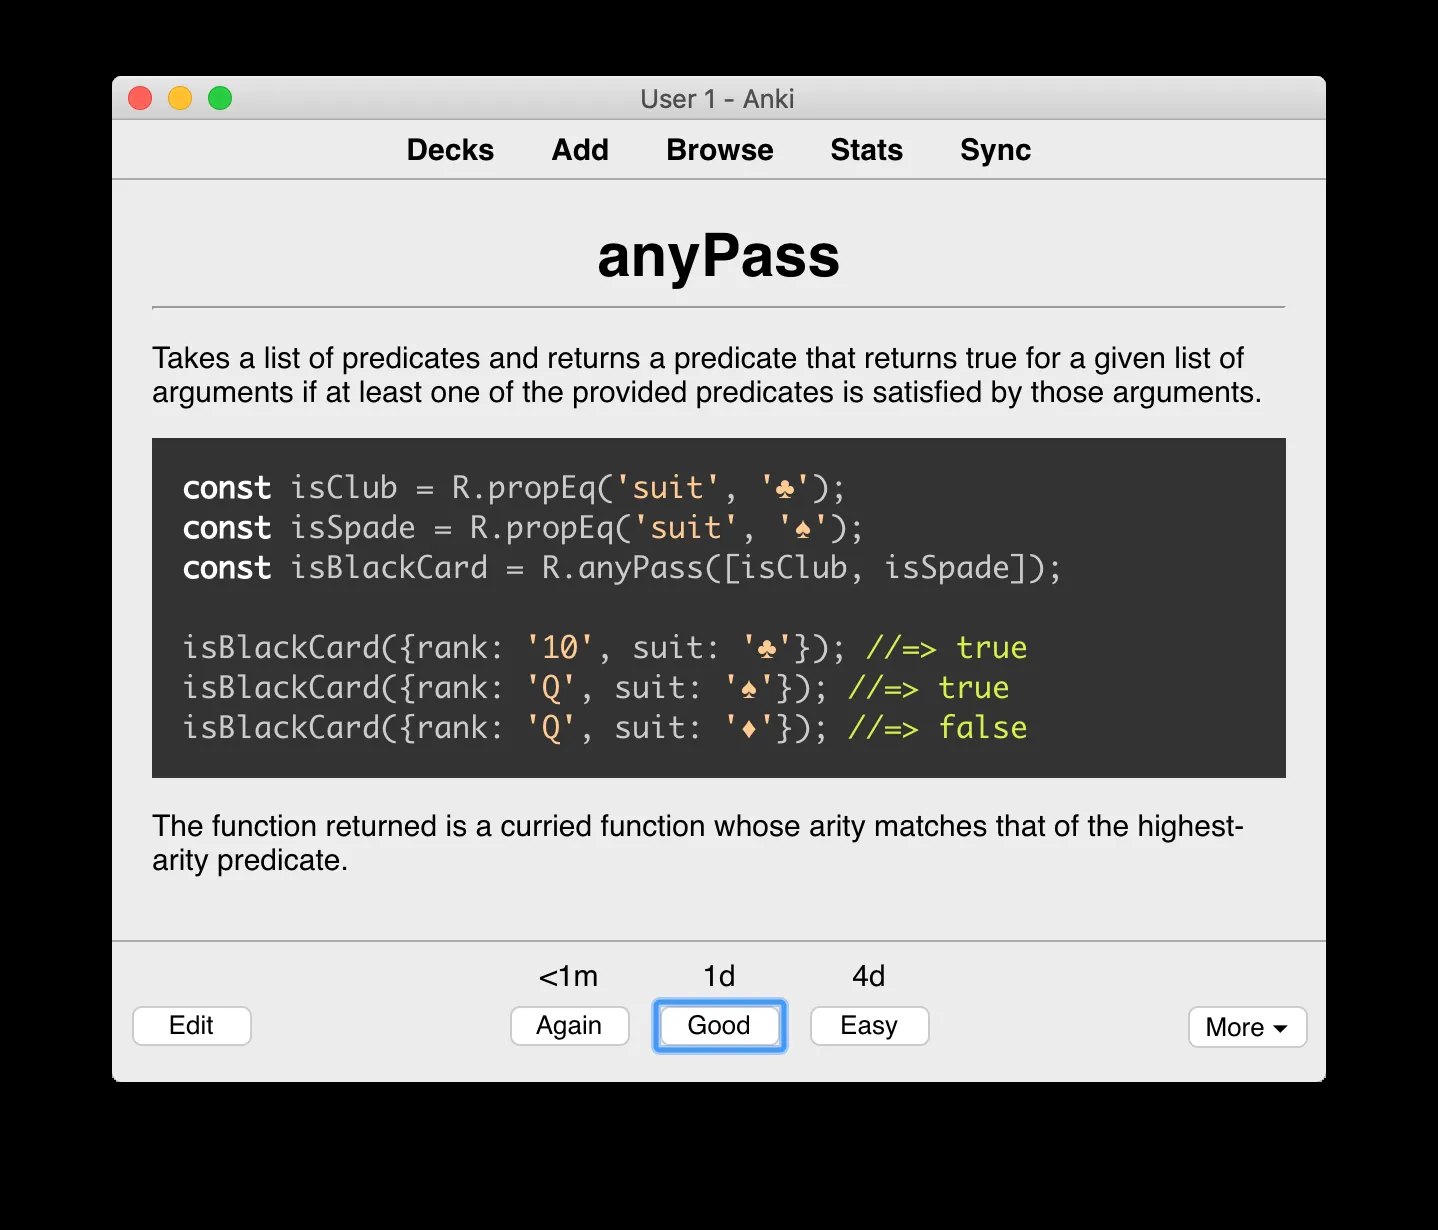 User 1 - Anki
Decks Add Browse Stats Sync
anyPass
Takes a list of predicates and returns a predicate that returns true for a given list of
arguments if at least one of the provided predicates is satisfied by those arguments.
const isClub = R.propEq('suit', '♣');
const isSpade = R.propEq('suit', '♠');
const isBlackCard = R.anyPass([isClub, isSpade]);
isBlackCard({rank: '10', suit: '♣'}); //=> true
isBlackCard({rank: 'Q', suit: '♠'}); //=> true
isBlackCard({rank: 'Q', suit: '♦'}); //=> false
The function returned is a curried function whose arity matches that of the highest-
arity predicate.
<1m 1d 4d
Edit Again Good Easy More